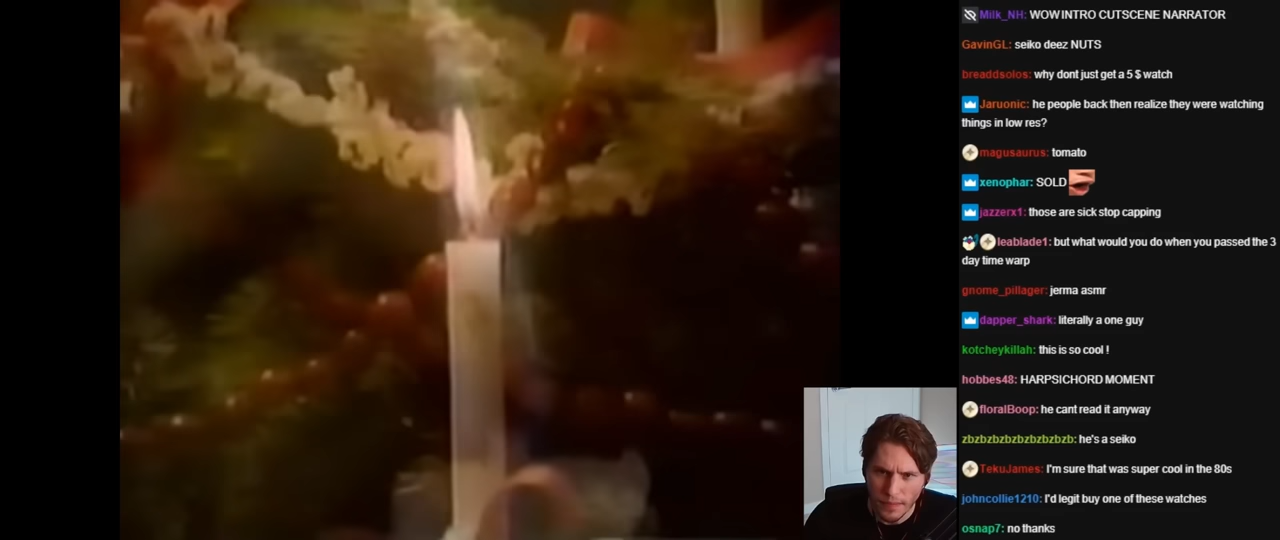 Milk_NH: WOW INTRO CUTSCENE NARRATOR
GavinGL: seiko deez NUTS
breaddsolos: why dont just get a 5 $ watch
Jaruonic: he people back then realize they were watching
things in low res?
magusaurus: tomato
xenophar: SOLD
jazzerx1: those are sick stop capping
leablade1: but what would you do when you passed the 3
day time warp
gnome_pillager: jerma asmr
dapper_shark: literally a one guy
kotcheykillah: this is so cool !
hobbes48: HARPSICHORD MOMENT
floralBoop: he cant read it anyway
zbzbzbzbzbzbzbzbzb: he's a seiko
TekuJames: I'm sure that was super cool in the 80s
johncollie1210: I'd legit buy one of these watches
osnap7: no thanks